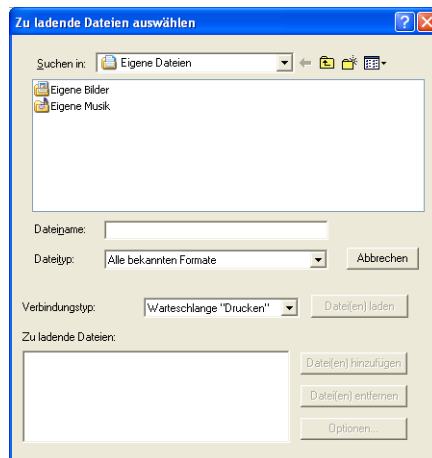 Zu ladende Dateien auswählen
Suchen in: Eigene Dateien
Eigene Bilder
Eigene Musik
Dateiname:
Dateityp: Alle bekannten Formate Abbrechen
Verbindungstyp: Warteschlange "Drucken" Datei(en) laden
Zu ladende Dateien:
Datei(en) hinzufügen
Datei(en) entfernen
Optionen...